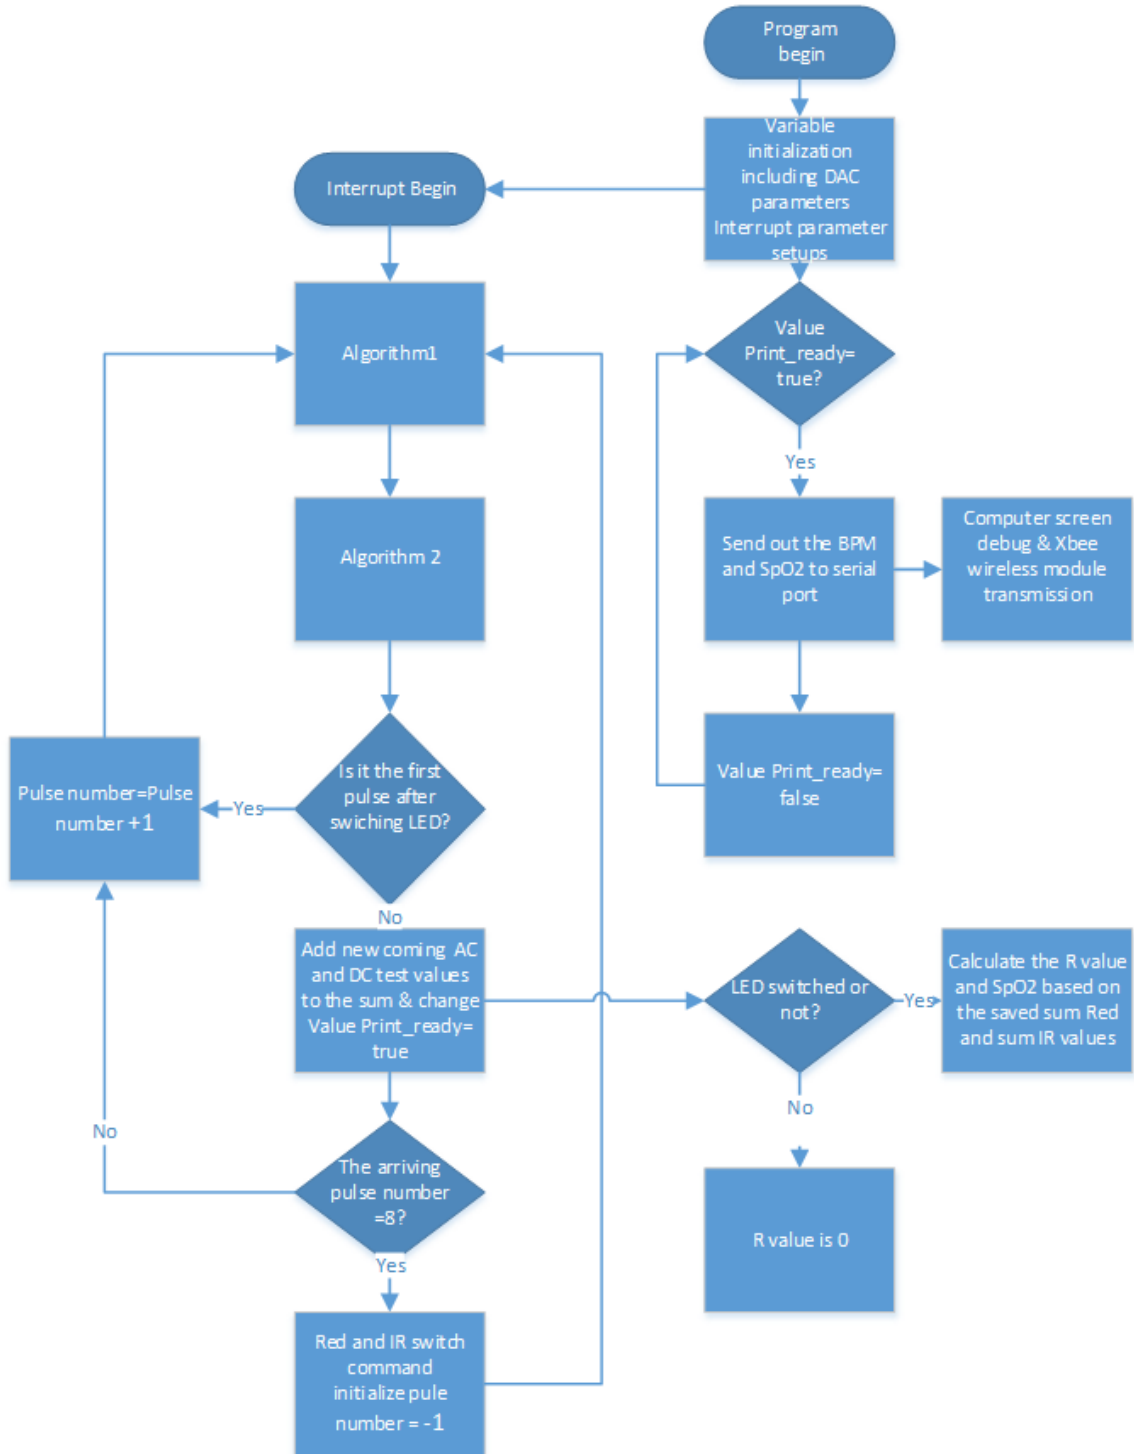 Program
begin
Variable
initialization
including DAC
parameters
Interrupt parameter
setups
Interrupt Begin
Algorithm1
Value
Print_ready=
true?
Yes
Algorithm 2
Send out the BPM
and SpO2 to serial
port
Computer screen
debug & Xbee
wireless module
transmission
Value Print_ready=
false
Is it the first
pulse after
swiching LED?
Yes
Pulse number=Pulse
number +1
No
Add new coming AC
and DC test values
to the sum & change
Value Print_ready=
true
LED switched or
not?
Yes
Calculate the R value
and SpO2 based on
the saved sum Red
and sum IR values
No
R value is 0
The arriving
pulse number
=8?
No
Yes
Red and IR switch
command
initialize pule
number = -1